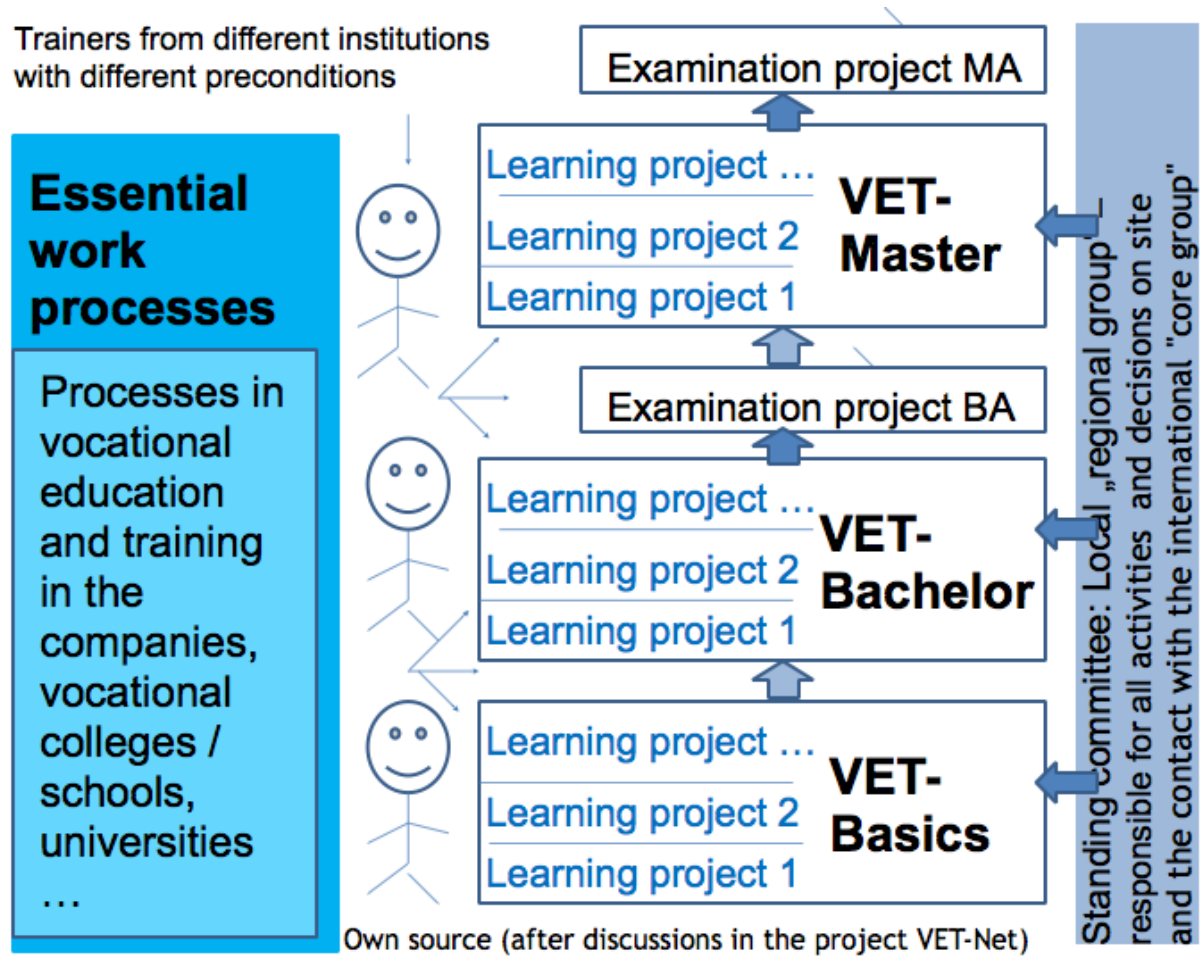 Trainers from different institutions
with different preconditions
Essential
work
processes
Processes in
vocational
education
and training
in the
companies,
vocational
colleges /
schools,
universities
…
Examination project MA
Learning project …
Learning project 2
Learning project 1
VET-
Master
Examination project BA
Learning project …
Learning project 2
Learning project 1
VET-
Bachelor
Learning project …
Learning project 2
Learning project 1
VET-
Basics
Standing committee: Local „regional group" –
responsible for all activities and decisions on site
and the contact with the international "core group"
Own source (after discussions in the project VET-Net)